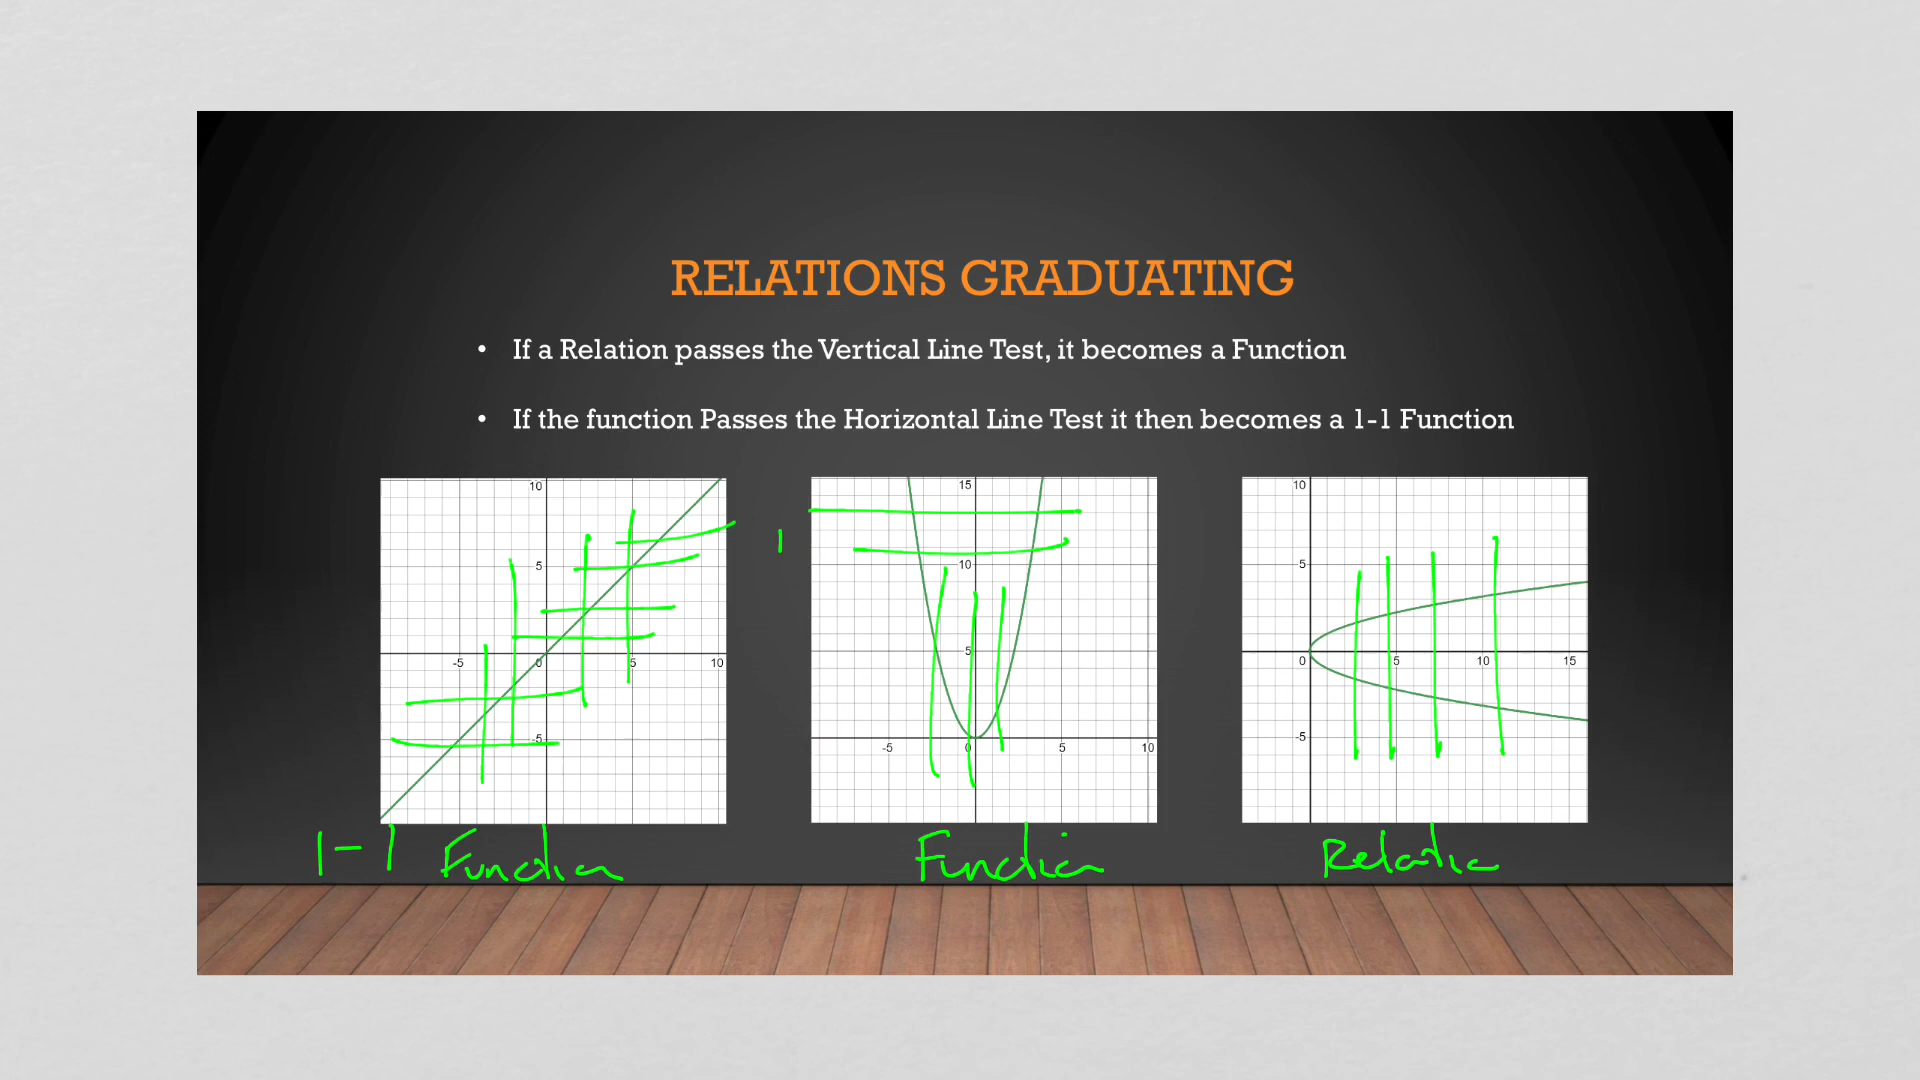 RELATIONS GRADUATING
• If a Relation passes the Vertical Line Test, it becomes a Function
• If the function Passes the Horizontal Line Test it then becomes a 1-1 Function
10
5
-5 0 5 10
-5
1
15
10
5
-5 0 5 10
10
5
0 5 10 15
-5
1-1 Function
Function
Relatio